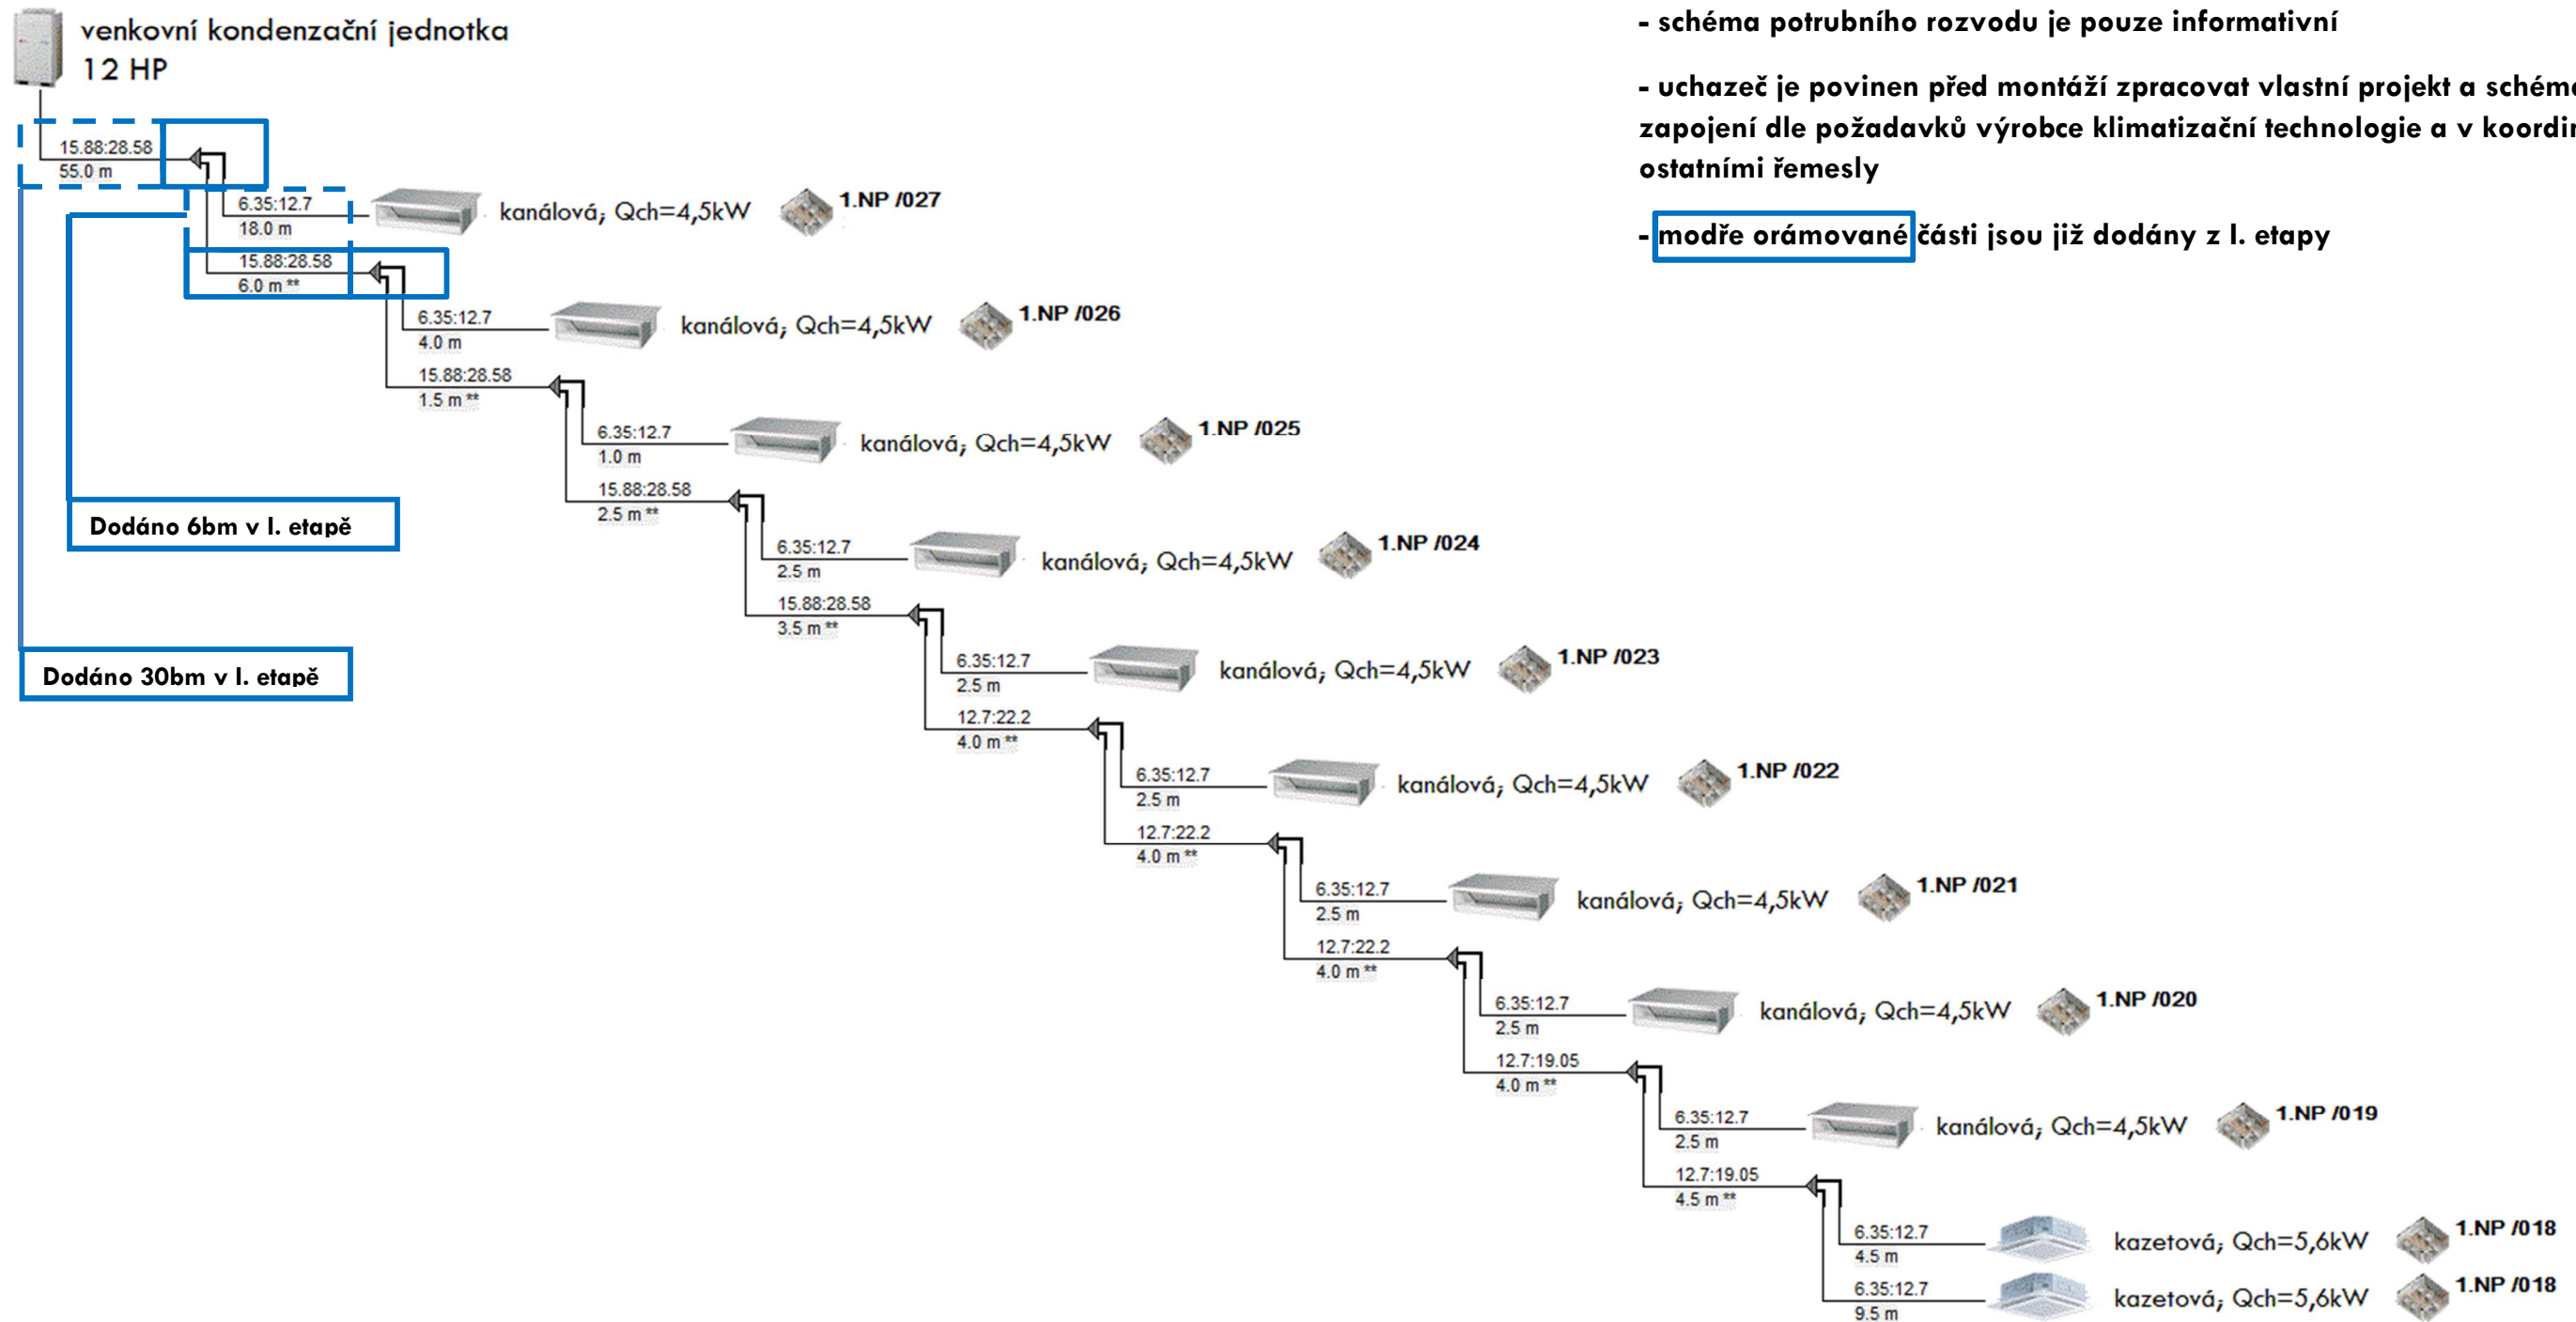 venkovní kondenzační jednotka
12 HP
- schéma potrubního rozvodu je pouze informativní
- uchazeč je povinen před montáží zpracovat vlastní projekt a schéma
zapojení dle požadavků výrobce klimatizační technologie a v koordin
ostatními řemesly
- modře orámované části jsou již dodány z I. etapy
15.88:28.58
55.0 m
6.35:12.7
18.0 m
kanálová; Qch=4,5kW
1.NP /027
15.88:28.58
6.0 m **
6.35:12.7
4.0 m
kanálová; Qch=4,5kW
1.NP /026
15.88:28.58
1.5 m **
6.35:12.7
1.0 m
kanálová; Qch=4,5kW
1.NP /025
15.88:28.58
2.5 m **
Dodáno 6bm v I. etapě
6.35:12.7
2.5 m
kanálová; Qch=4,5kW
1.NP /024
15.88:28.58
3.5 m **
6.35:12.7
2.5 m
kanálová; Qch=4,5kW
1.NP /023
Dodáno 30bm v I. etapě
12.7:22.2
4.0 m **
6.35:12.7
2.5 m
kanálová; Qch=4,5kW
1.NP /022
12.7:22.2
4.0 m **
6.35:12.7
2.5 m
kanálová; Qch=4,5kW
1.NP /021
12.7:22.2
4.0 m **
6.35:12.7
2.5 m
kanálová; Qch=4,5kW
1.NP /020
12.7:19.05
4.0 m **
6.35:12.7
2.5 m
kanálová; Qch=4,5kW
1.NP /019
12.7:19.05
4.5 m **
6.35:12.7
4.5 m
kazetová; Qch=5,6kW
1.NP /018
6.35:12.7
9.5 m
kazetová; Qch=5,6kW
1.NP /018